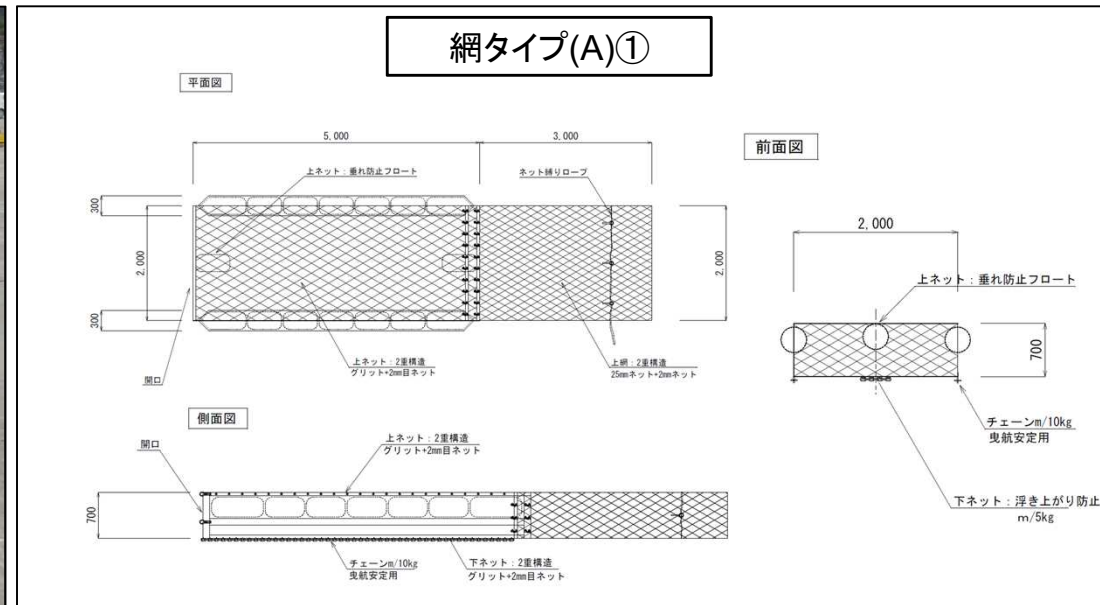 網タイプ(A)①
平面図
5,000
3,000
上ネット：垂れ防止フロート
ネット縛りロープ
300
2,000
300
2,000
開口
上ネット：2重構造
グリット+2mm目ネット
上網：2重構造
25mmネット+2mmネット
前面図
2,000
上ネット：垂れ防止フロート
700
チェーンm/10kg
曳航安定用
下ネット：浮き上がり防止
m/5kg
側面図
開口
上ネット：2重構造
グリット+2mm目ネット
700
チェーンm/10kg
曳航安定用
下ネット：2重構造
グリット+2mm目ネット